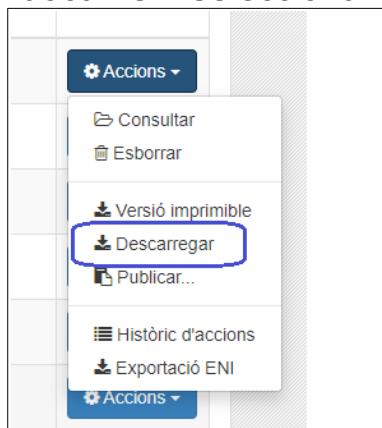 Accions
Consultar
Esborrar
Versió imprimible
Descarregar
Publicar...
Històric d'accions
Exportació ENI
Accions